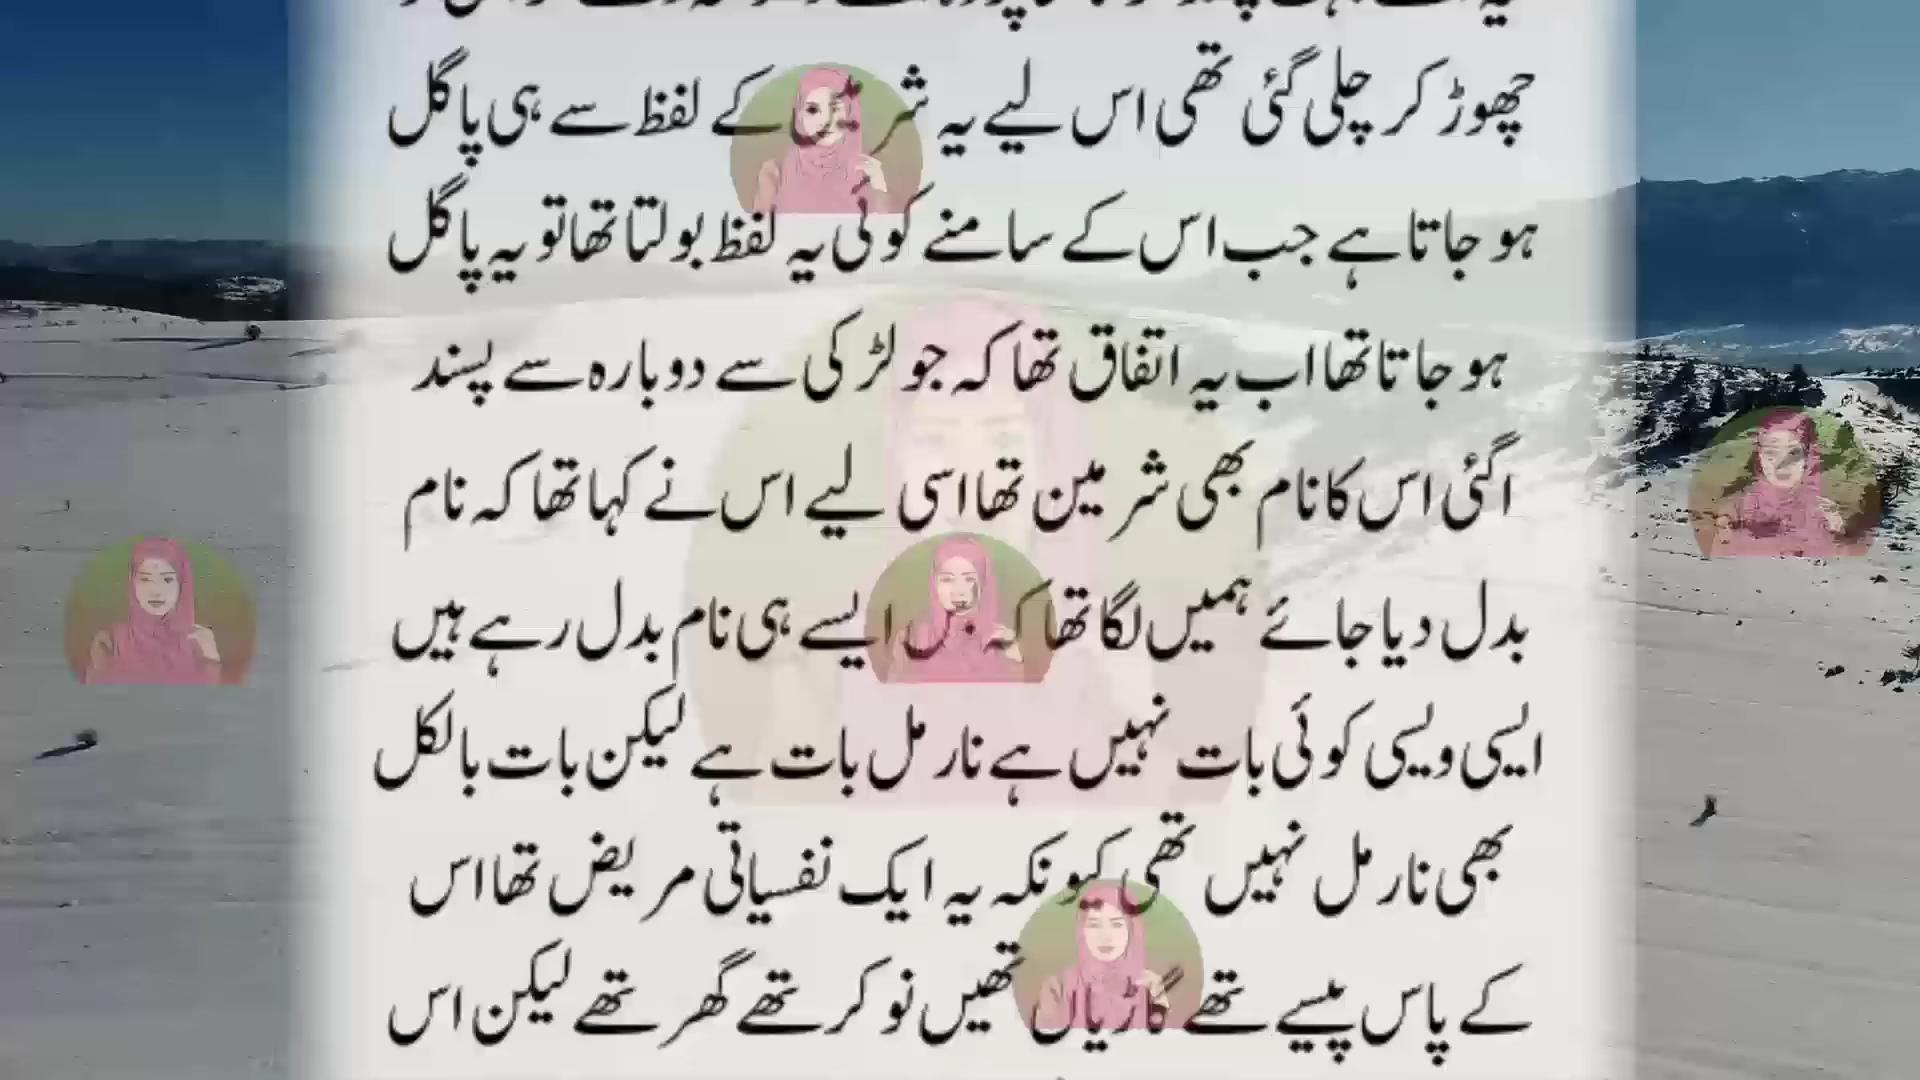 چھوڑ کر چلی گئی تھی اس لیے یہ کے لفظ سے ہی پاگل
ہو جاتا ہے جب اس کے سامنے کوئی یہ لفظ بولتا تھا تو یہ پاگل
ہو جاتا تھا اب یہ اتفاق تھا کہ جو لڑکی سے دوبارہ سے پسند
اگئی اس کا نام بھی شرمین تھا اسی لیے اس نے کہا تھا کہ نام
بدل دیا جائے ہمیں لگا تھا کہ بس ایسے ہی نام بدل رہے ہیں
ایسی ویسی کوئی بات نہیں ہے نارمل بات ہے لیکن بات بالکل
بھی نارمل نہیں تھی کیونکہ یہ ایک نفسیاتی مریض تھا اس
کے پاس پیسے تھے گاڑیاں تھیں نوکر تھے گھر تھے لیکن اس